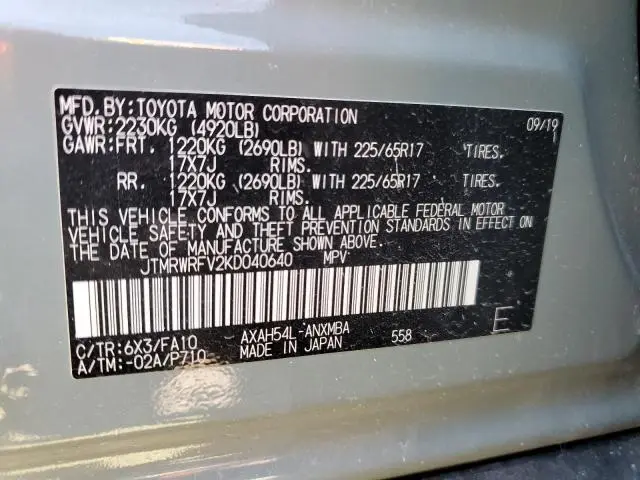 MFD.BY:TOYOTA MOTOR CORPORATION 09/19
GVWR:2230KG (4920LB)
GAWR:FRT. 1220KG (2690LB) WITH 225/65R17 TIRES.
17X7J RIMS.
RR. 1220KG (2690LB) WITH 225/65R17 TIRES.
17X7J RIMS.
THIS VEHICLE CONFORMS TO ALL APPLICABLE FEDERAL MOTOR
VEHICLE SAFETY AND THEFT PREVENTION STANDARDS IN EFFECT ON
THE DATE OF MANUFACTURE SHOWN ABOVE.
JTMRWRFV2KD040640 MPV
C/TR:6X3/FA10 AXAH54L-ANXMBA E
A/TM:-02A/P710 MADE IN JAPAN 558